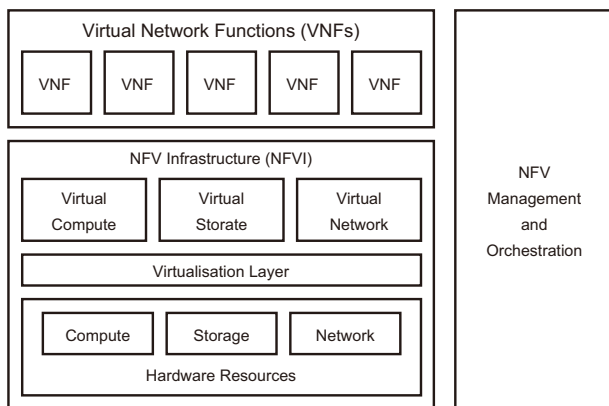 Virtual Network Functions (VNFs)
VNF
VNF
VNF
VNF
VNF
NFV Infrastructure (NFVI)
Virtual
Compute
Virtual
Storate
Virtual
Network
Virtualisation Layer
Compute
Storage
Network
Hardware Resources
NFV
Management
and
Orchestration